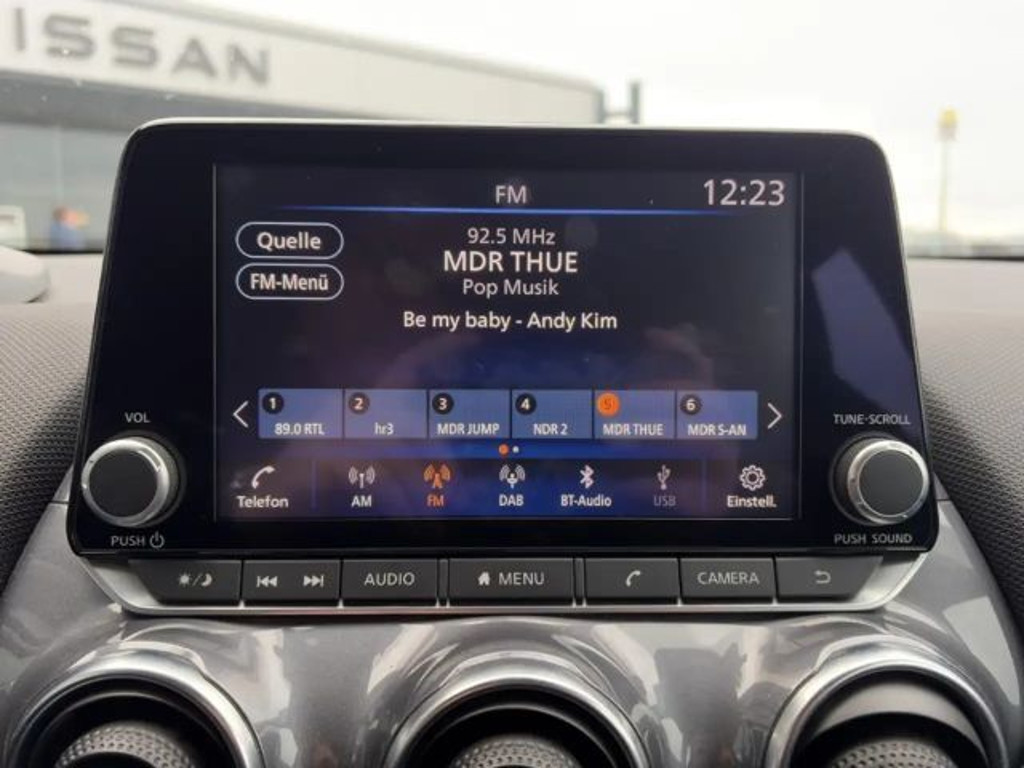 ISSAN
FM
12:23
Quelle
92.5 MHz
MDR THUE
FM-Menü
Pop Musik
Be my baby - Andy Kim
1 2 3 4 5 6
89.0 RTL hr3 MDR JUMP NDR 2 MDR THUE MDR S-AN
VOL
TUNE·SCROLL
Telefon AM FM DAB BT-Audio USB Einstell.
PUSH
PUSH SOUND
AUDIO MENU CAMERA